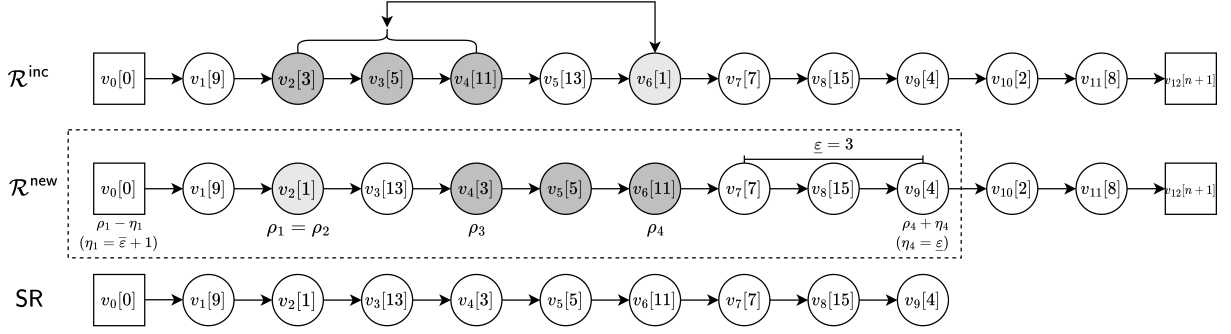 𝓡^inc v₀[0] v₁[9] v₂[3] v₃[5] v₄[11] v₅[13] v₆[1] v₇[7] v₈[15] v₉[4] v₁₀[2] v₁₁[8] v₁₂[n+1]
ε̲ = 3
𝓡^new v₀[0] v₁[9] v₂[1] v₃[13] v₄[3] v₅[5] v₆[11] v₇[7] v₈[15] v₉[4] v₁₀[2] v₁₁[8] v₁₂[n+1]
ρ₁ − η₁ ρ₁ = ρ₂ ρ₃ ρ₄ ρ₄ + η₄
(η₁ = ε̅ + 1) (η₄ = ε̲)
SR v₀[0] v₁[9] v₂[1] v₃[13] v₄[3] v₅[5] v₆[11] v₇[7] v₈[15] v₉[4]